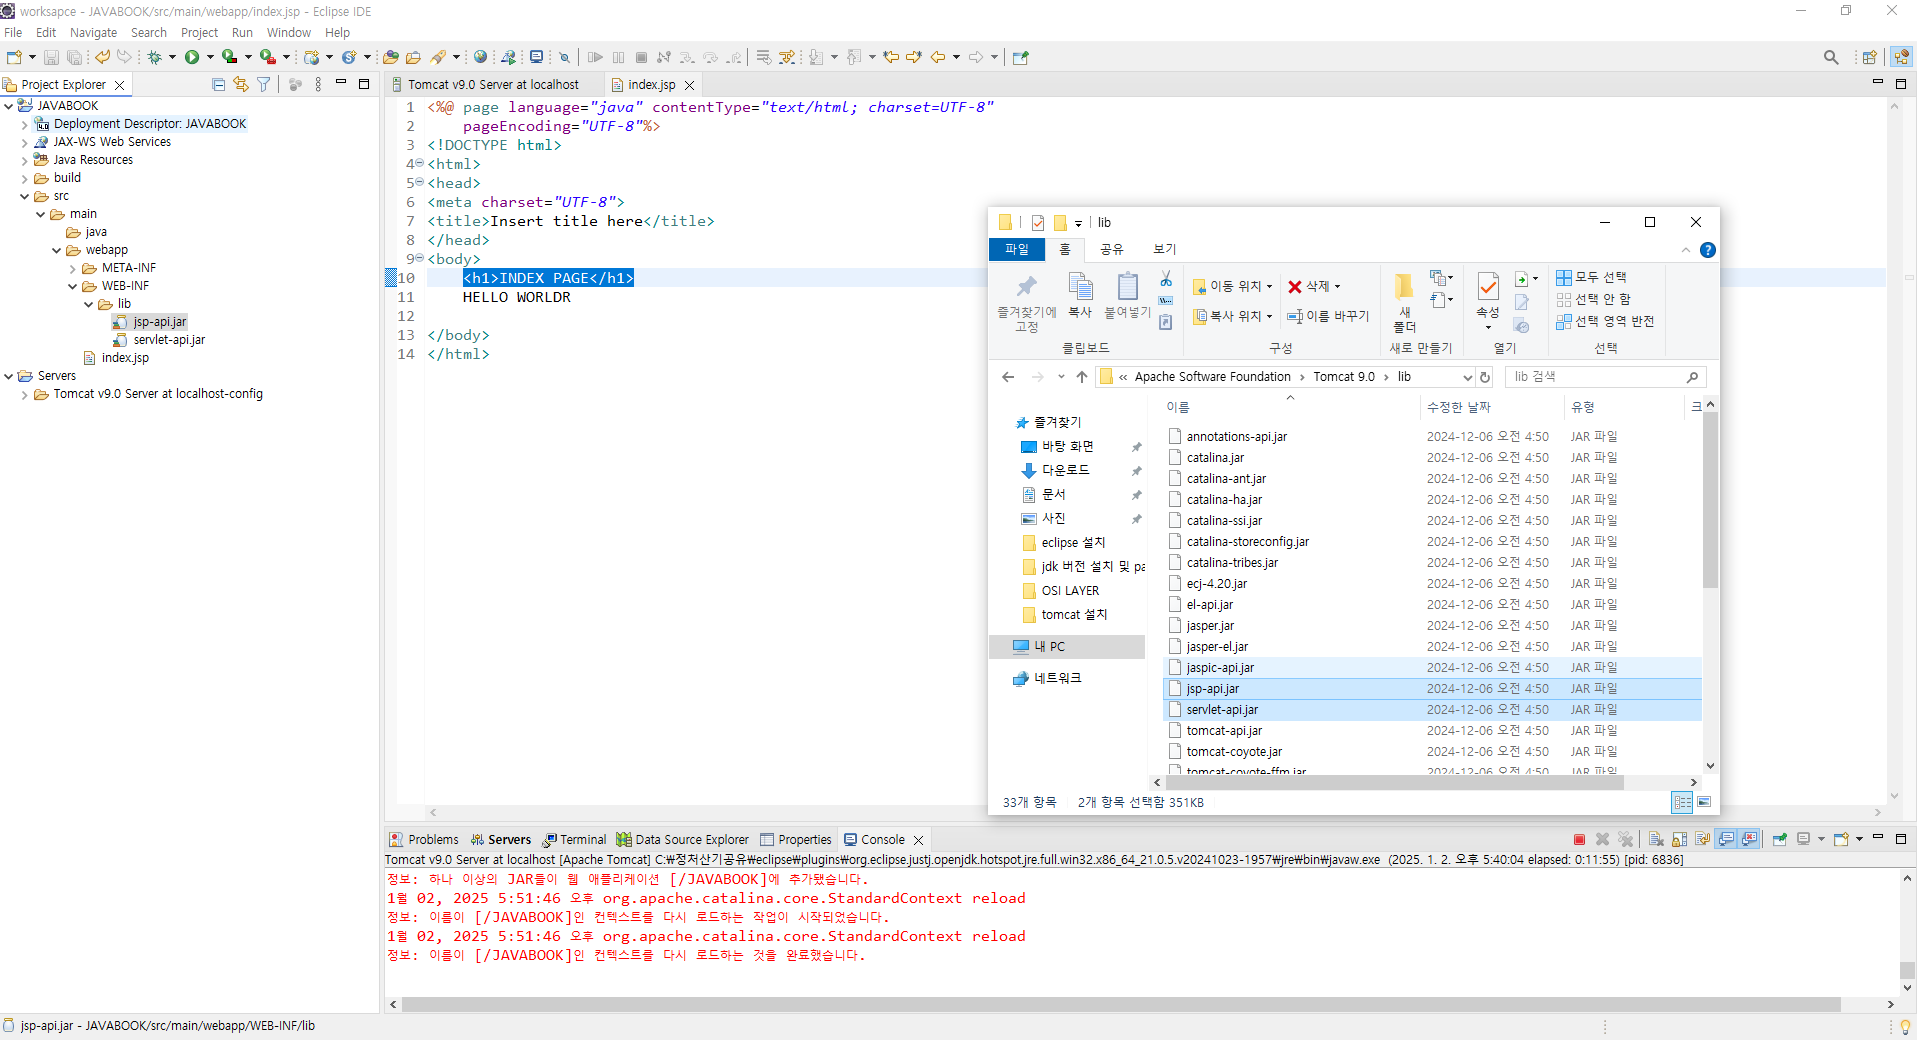 worksapce - JAVABOOK/src/main/webapp/index.jsp - Eclipse IDE
File Edit Navigate Search Project Run Window Help
Project Explorer
JAVABOOK
Deployment Descriptor: JAVABOOK
JAX-WS Web Services
Java Resources
build
src
main
java
webapp
META-INF
WEB-INF
lib
jsp-api.jar
servlet-api.jar
index.jsp
Servers
Tomcat v9.0 Server at localhost-config
Tomcat v9.0 Server at localhost
index.jsp
1 <%@ page language="java" contentType="text/html; charset=UTF-8"
2 pageEncoding="UTF-8"%>
3 <!DOCTYPE html>
4 <html>
5 <head>
6 <meta charset="UTF-8">
7 <title>Insert title here</title>
8 </head>
9 <body>
10 <h1>INDEX PAGE</h1>
11 HELLO WORLDR
12
13 </body>
14 </html>
lib
파일 홈 공유 보기
즐겨찾기에 고정
복사
붙여넣기
클립보드
이동 위치
복사 위치
삭제
이름 바꾸기
구성
새 폴더
새로 만들기
속성
열기
모두 선택
선택 안 함
선택 영역 반전
선택
« Apache Software Foundation › Tomcat 9.0 › lib
lib 검색
즐겨찾기
바탕 화면
다운로드
문서
사진
eclipse 설치
jdk 버전 설치 및 pa
OSI LAYER
tomcat 설치
내 PC
네트워크
이름 수정한 날짜 유형 크
annotations-api.jar 2024-12-06 오전 4:50 JAR 파일
catalina.jar 2024-12-06 오전 4:50 JAR 파일
catalina-ant.jar 2024-12-06 오전 4:50 JAR 파일
catalina-ha.jar 2024-12-06 오전 4:50 JAR 파일
catalina-ssi.jar 2024-12-06 오전 4:50 JAR 파일
catalina-storeconfig.jar 2024-12-06 오전 4:50 JAR 파일
catalina-tribes.jar 2024-12-06 오전 4:50 JAR 파일
ecj-4.20.jar 2024-12-06 오전 4:50 JAR 파일
el-api.jar 2024-12-06 오전 4:50 JAR 파일
jasper.jar 2024-12-06 오전 4:50 JAR 파일
jasper-el.jar 2024-12-06 오전 4:50 JAR 파일
jaspic-api.jar 2024-12-06 오전 4:50 JAR 파일
jsp-api.jar 2024-12-06 오전 4:50 JAR 파일
servlet-api.jar 2024-12-06 오전 4:50 JAR 파일
tomcat-api.jar 2024-12-06 오전 4:50 JAR 파일
tomcat-coyote.jar 2024-12-06 오전 4:50 JAR 파일
tomcat-coyote-ffm.jar 2024-12-06 오전 4:50 JAR 파일
33개 항목 2개 항목 선택함 351KB
Problems Servers Terminal Data Source Explorer Properties Console
Tomcat v9.0 Server at localhost [Apache Tomcat] C:₩정처산기공유₩eclipse₩plugins₩org.eclipse.justj.openjdk.hotspot.jre.full.win32.x86_64_21.0.5.v20241023-1957₩jre₩bin₩javaw.exe (2025. 1. 2. 오후 5:40:04 elapsed: 0:11:55) [pid: 6836]
정보: 하나 이상의 JAR들이 웹 애플리케이션 [/JAVABOOK]에 추가됐습니다.
1월 02, 2025 5:51:46 오후 org.apache.catalina.core.StandardContext reload
정보: 이름이 [/JAVABOOK]인 컨텍스트를 다시 로드하는 작업이 시작되었습니다.
1월 02, 2025 5:51:46 오후 org.apache.catalina.core.StandardContext reload
정보: 이름이 [/JAVABOOK]인 컨텍스트를 다시 로드하는 것을 완료했습니다.
jsp-api.jar - JAVABOOK/src/main/webapp/WEB-INF/lib